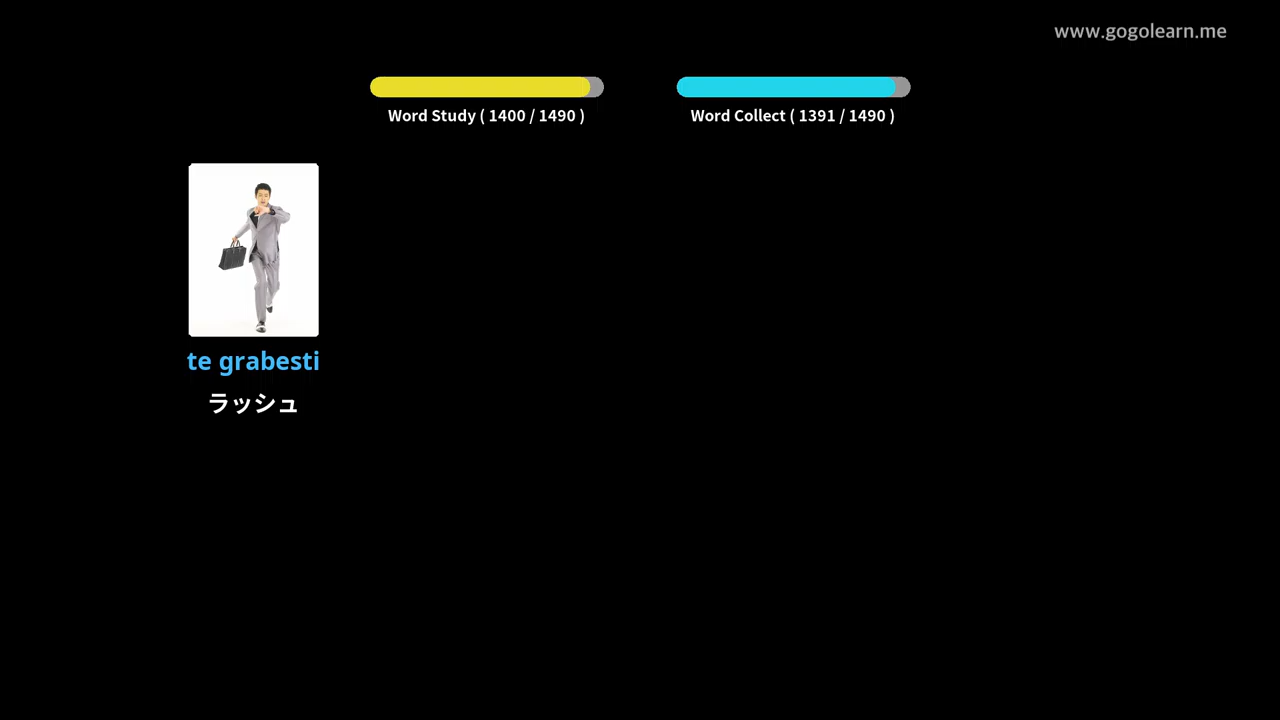 www.gogolearn.me
Word Study ( 1400 / 1490 )
Word Collect ( 1391 / 1490 )
te grabesti
ラッシュ